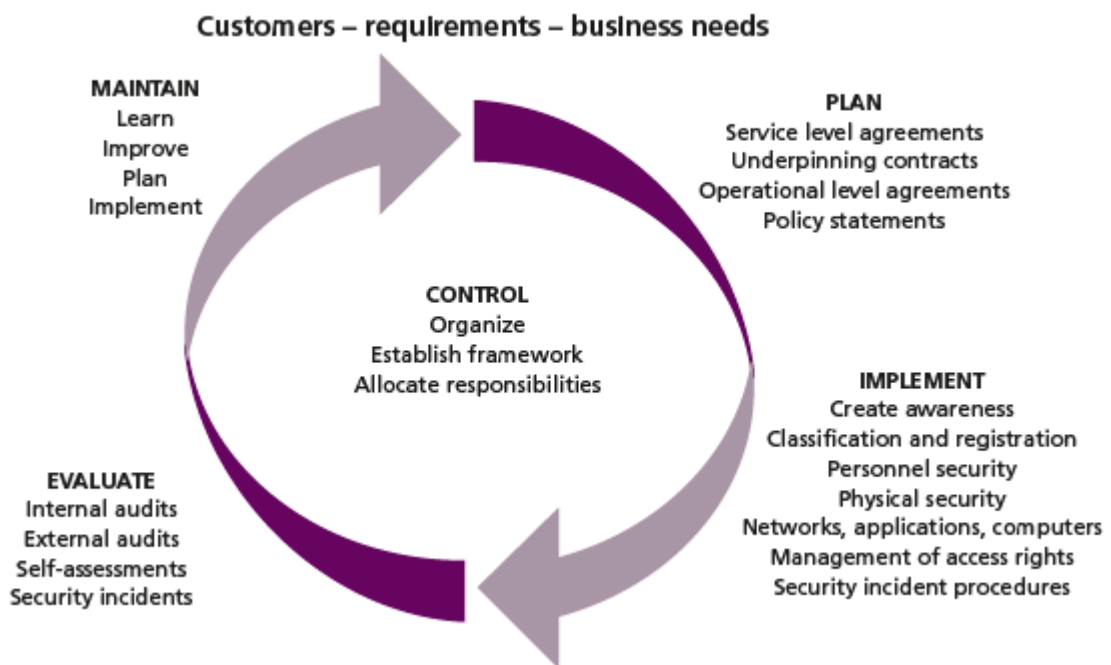 Customers – requirements – business needs
MAINTAIN
Learn
Improve
Plan
Implement
PLAN
Service level agreements
Underpinning contracts
Operational level agreements
Policy statements
CONTROL
Organize
Establish framework
Allocate responsibilities
IMPLEMENT
Create awareness
Classification and registration
Personnel security
Physical security
Networks, applications, computers
Management of access rights
Security incident procedures
EVALUATE
Internal audits
External audits
Self-assessments
Security incidents